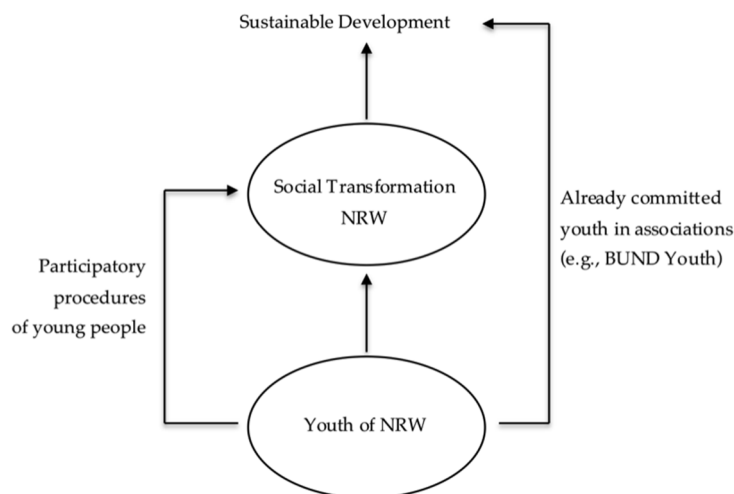 Sustainable Development
Social Transformation
NRW
Already committed
youth in associations
(e.g., BUND Youth)
Participatory
procedures
of young people
Youth of NRW